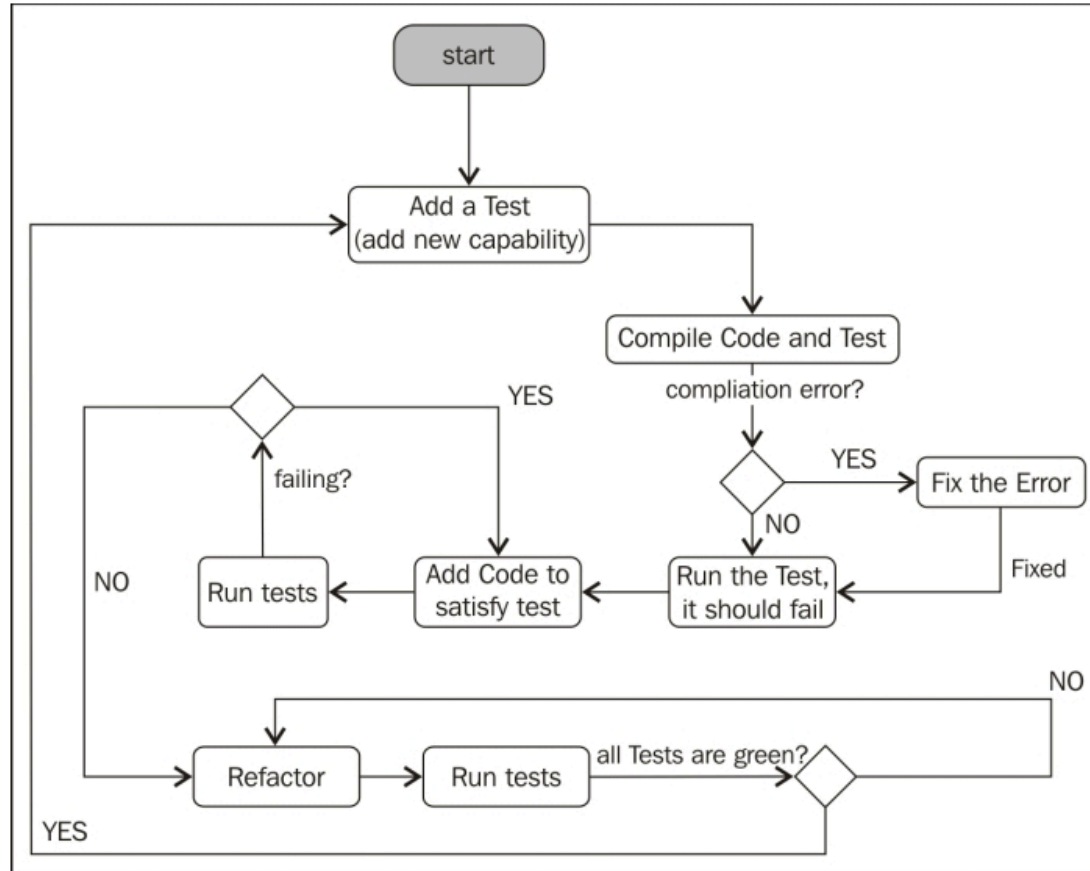 start
Add a Test
(add new capability)
Compile Code and Test
compliation error?
YES
failing?
YES
Fix the Error
NO
NO
Run tests
Add Code to
satisfy test
Run the Test,
it should fail
Fixed
NO
Refactor
Run tests
all Tests are green?
YES